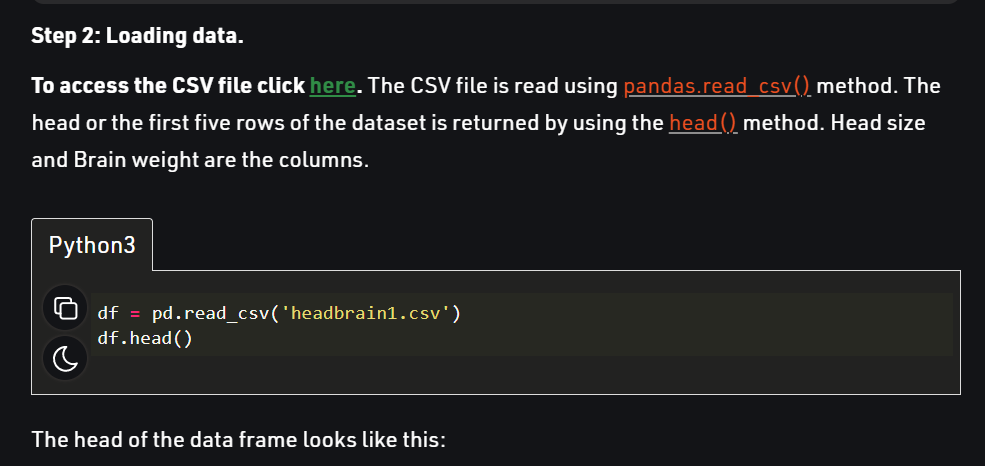 Step 2: Loading data.
To access the CSV file click here. The CSV file is read using pandas.read_csv() method. The
head or the first five rows of the dataset is returned by using the head() method. Head size
and Brain weight are the columns.
Python3
df = pd.read_csv('headbrain1.csv')
df.head()
The head of the data frame looks like this: